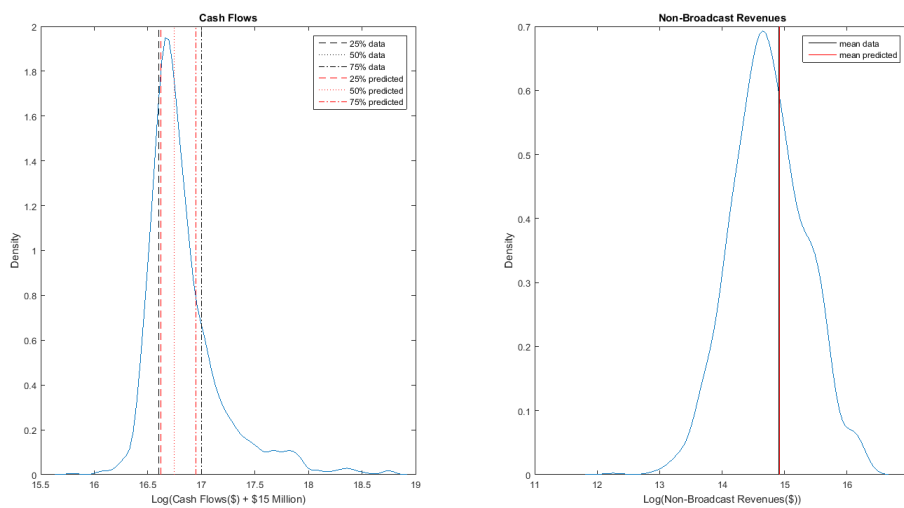 Cash Flows
2
1.8
1.6
1.4
1.2
1
0.8
0.6
0.4
0.2
0
Density
15.5 16 16.5 17 17.5 18 18.5 19
Log(Cash Flows($) + $15 Million)
25% data
50% data
75% data
25% predicted
50% predicted
75% predicted
Non-Broadcast Revenues
0.7
0.6
0.5
0.4
0.3
0.2
0.1
0
Density
11 12 13 14 15 16
Log(Non-Broadcast Revenues($))
mean data
mean predicted